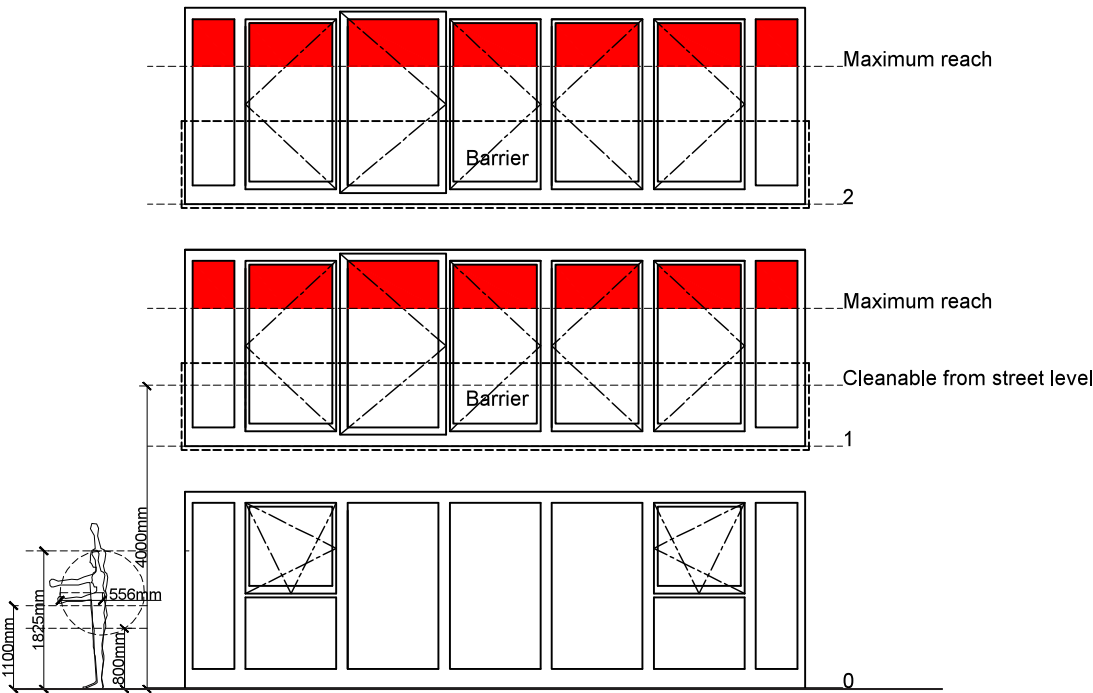 Maximum reach
Barrier
2
Maximum reach
Cleanable from street level
Barrier
1
4000mm
556mm
1825mm
1100mm
800mm
0